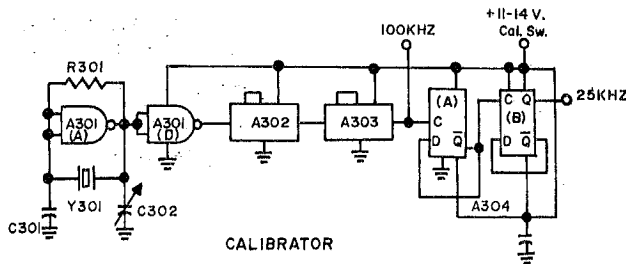 +11-14 V.
Cal. Sw.
100KHZ
R301
A301
(A)
A301
(D)
A302
A303
(A)
C
D Q
C Q
(B)
D Q
25KHZ
Y301
C301
C302
A304
CALIBRATOR